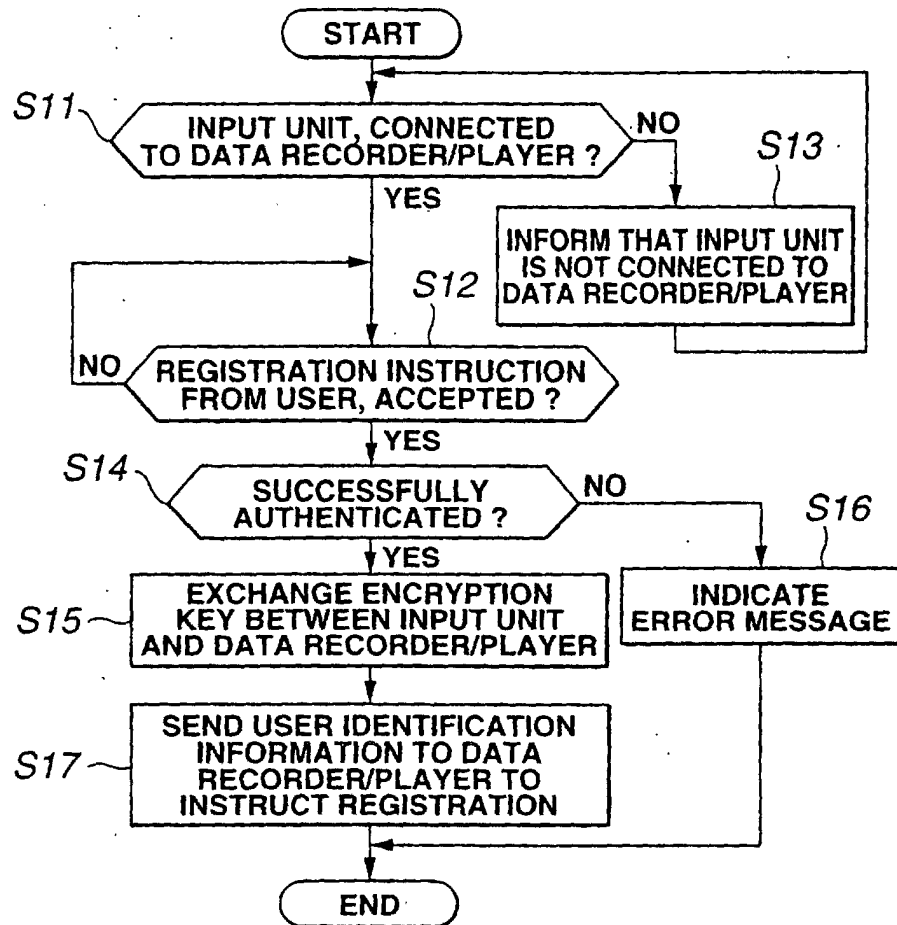 START
S11
INPUT UNIT, CONNECTED
TO DATA RECORDER/PLAYER ?
NO
YES
S13
INFORM THAT INPUT UNIT
IS NOT CONNECTED TO
DATA RECORDER/PLAYER
S12
NO
REGISTRATION INSTRUCTION
FROM USER, ACCEPTED ?
YES
S14
SUCCESSFULLY
AUTHENTICATED ?
NO
YES
S16
INDICATE
ERROR MESSAGE
S15
EXCHANGE ENCRYPTION
KEY BETWEEN INPUT UNIT
AND DATA RECORDER/PLAYER
S17
SEND USER IDENTIFICATION
INFORMATION TO DATA
RECORDER/PLAYER TO
INSTRUCT REGISTRATION
END